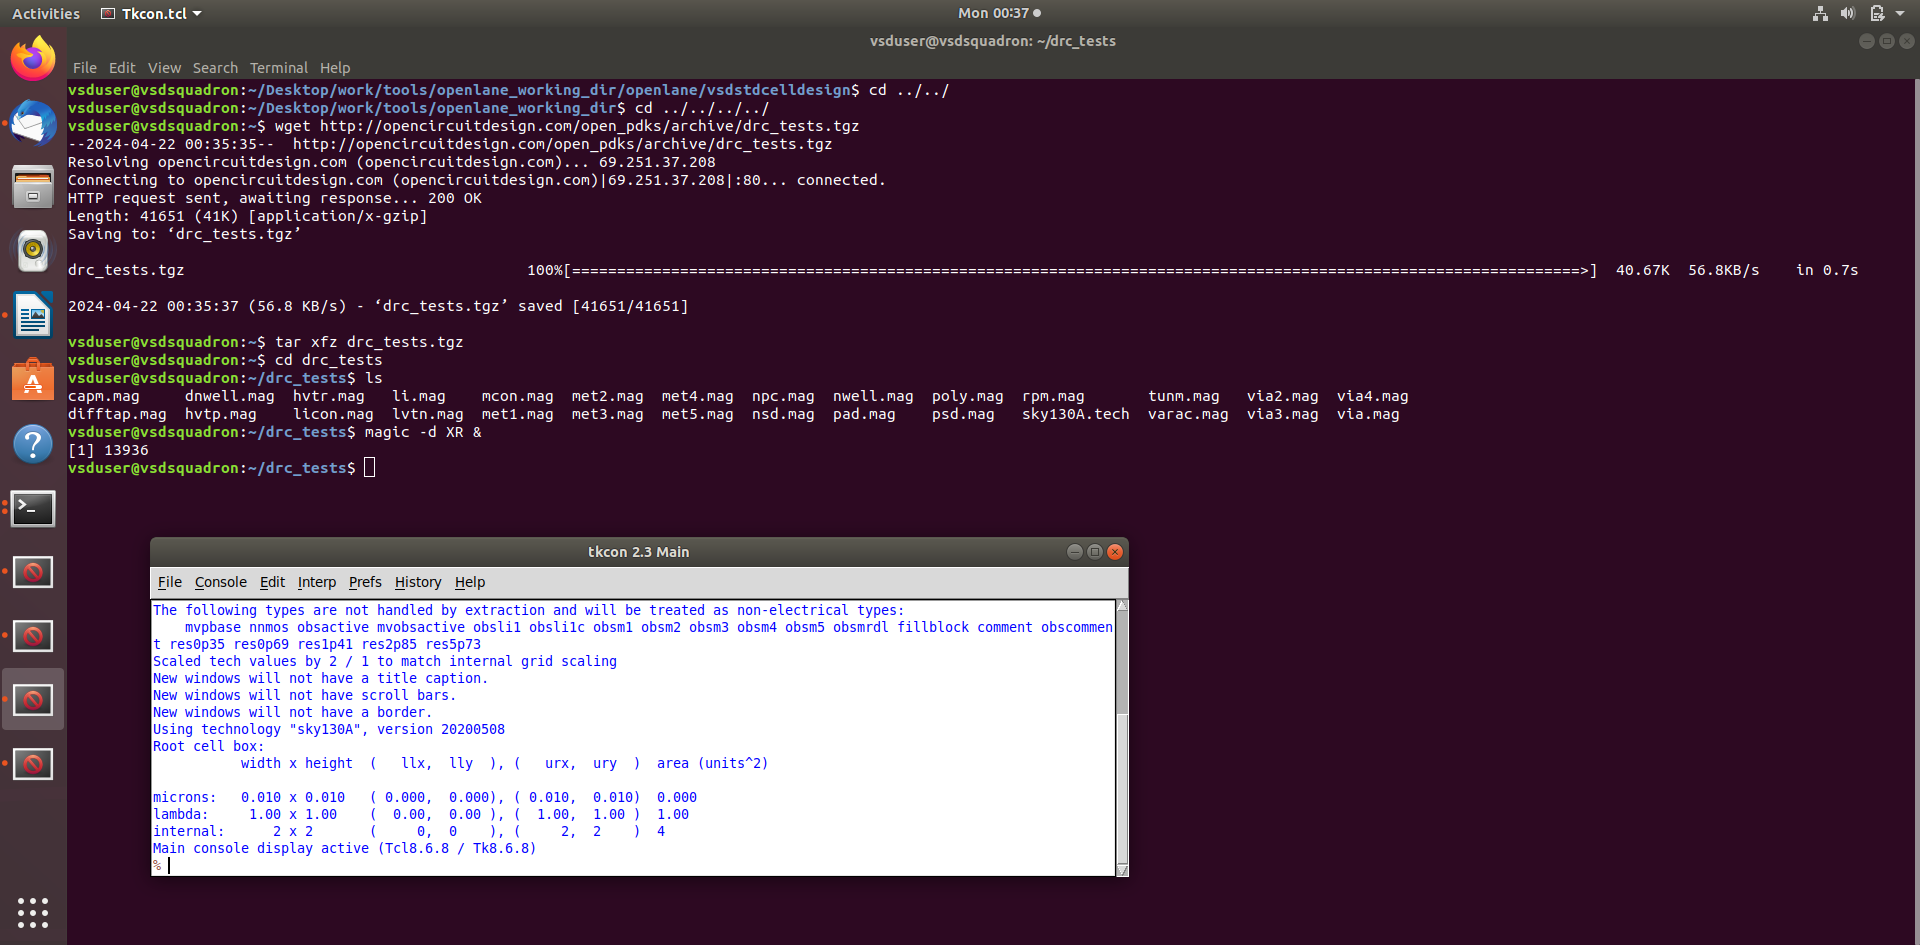 Activities Tkcon.tcl Mon 00:37
vsduser@vsdsquadron: ~/drc_tests
File Edit View Search Terminal Help
vsduser@vsdsquadron:~/Desktop/work/tools/openlane_working_dir/openlane/vsdstdcelldesign$ cd ../../
vsduser@vsdsquadron:~/Desktop/work/tools/openlane_working_dir$ cd ../../../../
vsduser@vsdsquadron:~$ wget http://opencircuitdesign.com/open_pdks/archive/drc_tests.tgz
--2024-04-22 00:35:35--  http://opencircuitdesign.com/open_pdks/archive/drc_tests.tgz
Resolving opencircuitdesign.com (opencircuitdesign.com)... 69.251.37.208
Connecting to opencircuitdesign.com (opencircuitdesign.com)|69.251.37.208|:80... connected.
HTTP request sent, awaiting response... 200 OK
Length: 41651 (41K) [application/x-gzip]
Saving to: ‘drc_tests.tgz’
drc_tests.tgz 100%[================================================================================================================>] 40.67K 56.8KB/s in 0.7s
2024-04-22 00:35:37 (56.8 KB/s) - ‘drc_tests.tgz’ saved [41651/41651]
vsduser@vsdsquadron:~$ tar xfz drc_tests.tgz
vsduser@vsdsquadron:~$ cd drc_tests
vsduser@vsdsquadron:~/drc_tests$ ls
capm.mag dnwell.mag hvtr.mag li.mag mcon.mag met2.mag met4.mag npc.mag nwell.mag poly.mag rpm.mag tunm.mag via2.mag via4.mag
difftap.mag hvtp.mag licon.mag lvtn.mag met1.mag met3.mag met5.mag nsd.mag pad.mag psd.mag sky130A.tech varac.mag via3.mag via.mag
vsduser@vsdsquadron:~/drc_tests$ magic -d XR &
[1] 13936
vsduser@vsdsquadron:~/drc_tests$
tkcon 2.3 Main
File Console Edit Interp Prefs History Help
The following types are not handled by extraction and will be treated as non-electrical types:
mvpbase nnmos obsactive mvobsactive obsli1 obsli1c obsm1 obsm2 obsm3 obsm4 obsm5 obsmrdl fillblock comment obscommen
t res0p35 res0p69 res1p41 res2p85 res5p73
Scaled tech values by 2 / 1 to match internal grid scaling
New windows will not have a title caption.
New windows will not have scroll bars.
New windows will not have a border.
Using technology "sky130A", version 20200508
Root cell box:
width x height ( llx, lly ), ( urx, ury ) area (units^2)
microns: 0.010 x 0.010 ( 0.000, 0.000), ( 0.010, 0.010) 0.000
lambda: 1.00 x 1.00 ( 0.00, 0.00 ), ( 1.00, 1.00 ) 1.00
internal: 2 x 2 ( 0, 0 ), ( 2, 2 ) 4
Main console display active (Tcl8.6.8 / Tk8.6.8)
%